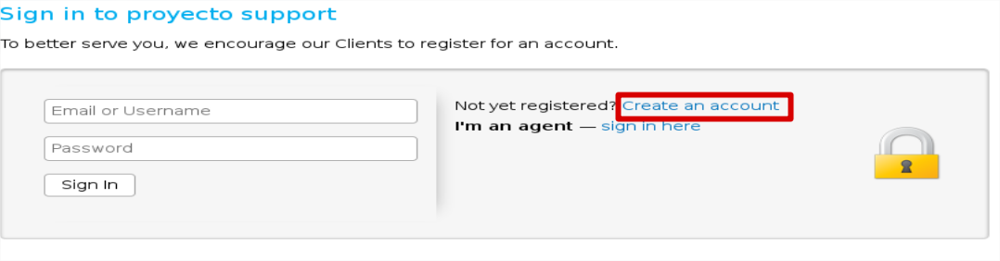 Sign in to proyecto support
To better serve you, we encourage our Clients to register for an account.
Email or Username
Password
Sign In
Not yet registered? Create an account
I'm an agent — sign in here